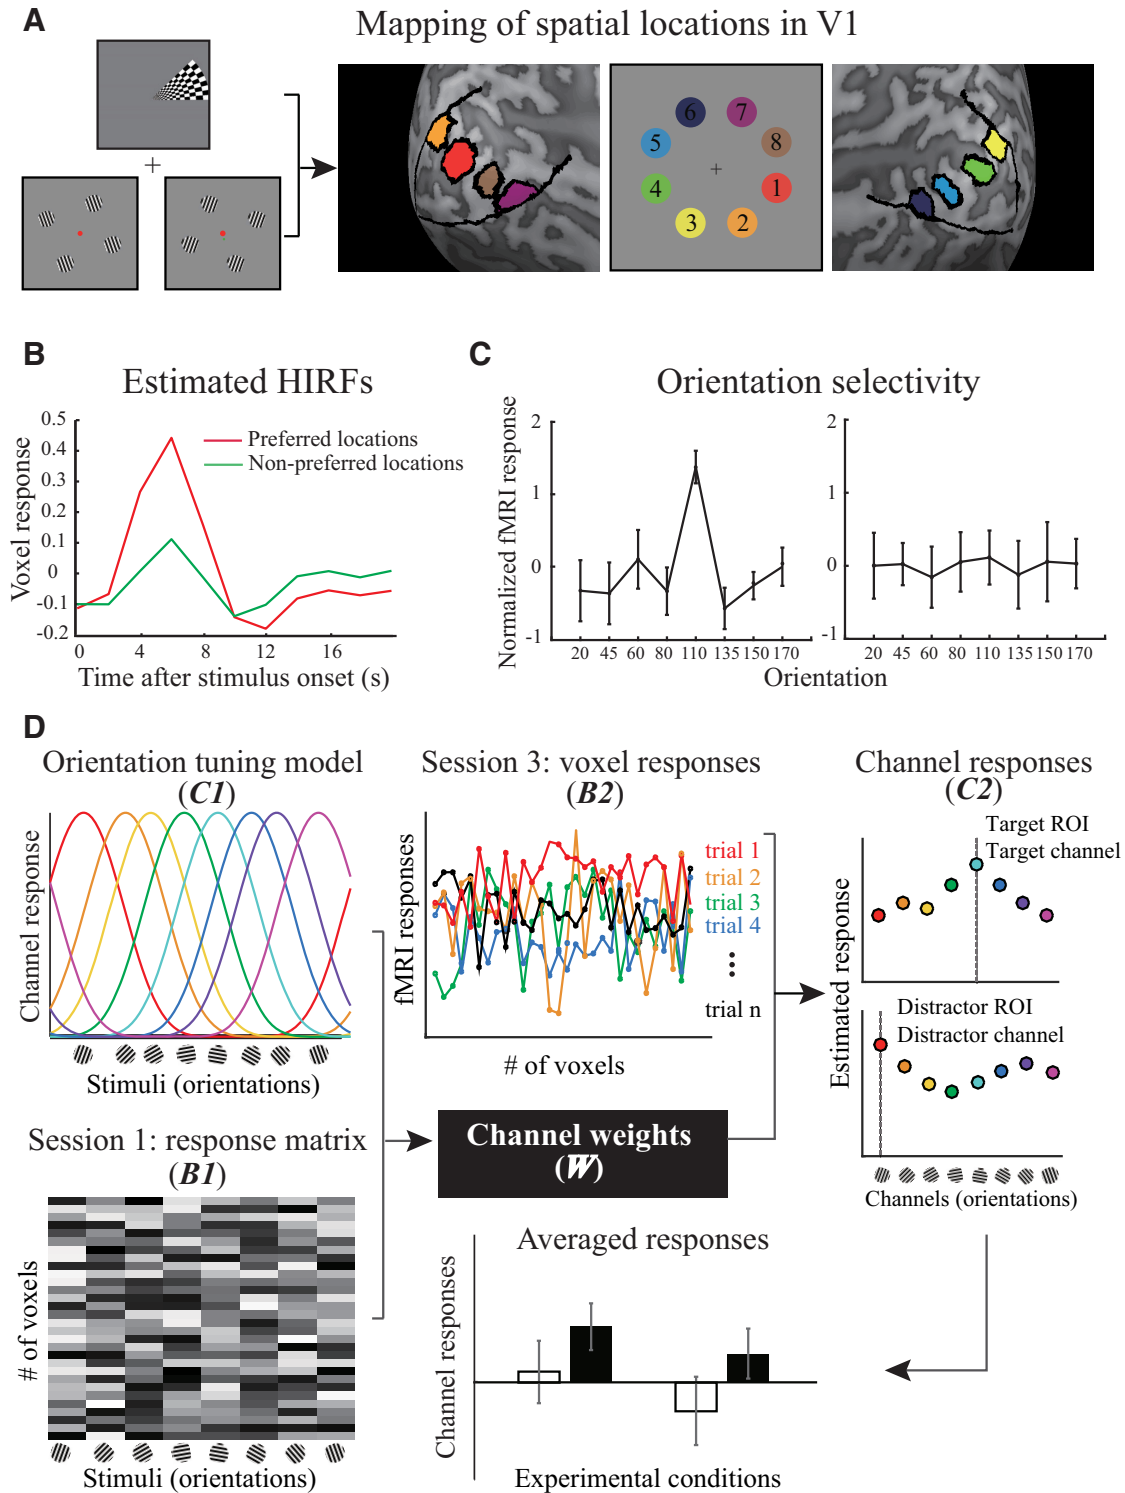 A
Mapping of spatial locations in V1
+
6
7
5
8
+
4
1
3
2
B
Estimated HIRFs
Voxel response
0.5
0.4
0.3
0.2
0.1
0
-0.1
-0.2
Preferred locations
Non-preferred locations
0
4
8
12
16
Time after stimulus onset (s)
C
Orientation selectivity
Normalized fMRI response
2
1
0
-1
20 45 60 80 110 135 150 170
2
1
0
-1
20 45 60 80 110 135 150 170
Orientation
D
Orientation tuning model
(C1)
Channel response
Stimuli (orientations)
Session 1: response matrix
(B1)
# of voxels
Stimuli (orientations)
Session 3: voxel responses
(B2)
fMRI responses
trial 1
trial 2
trial 3
trial 4
trial n
# of voxels
Channel weights
(W)
Channel responses
(C2)
Estimated response
Target ROI
Target channel
Distractor ROI
Distractor channel
Channels (orientations)
Averaged responses
Channel responses
Experimental conditions